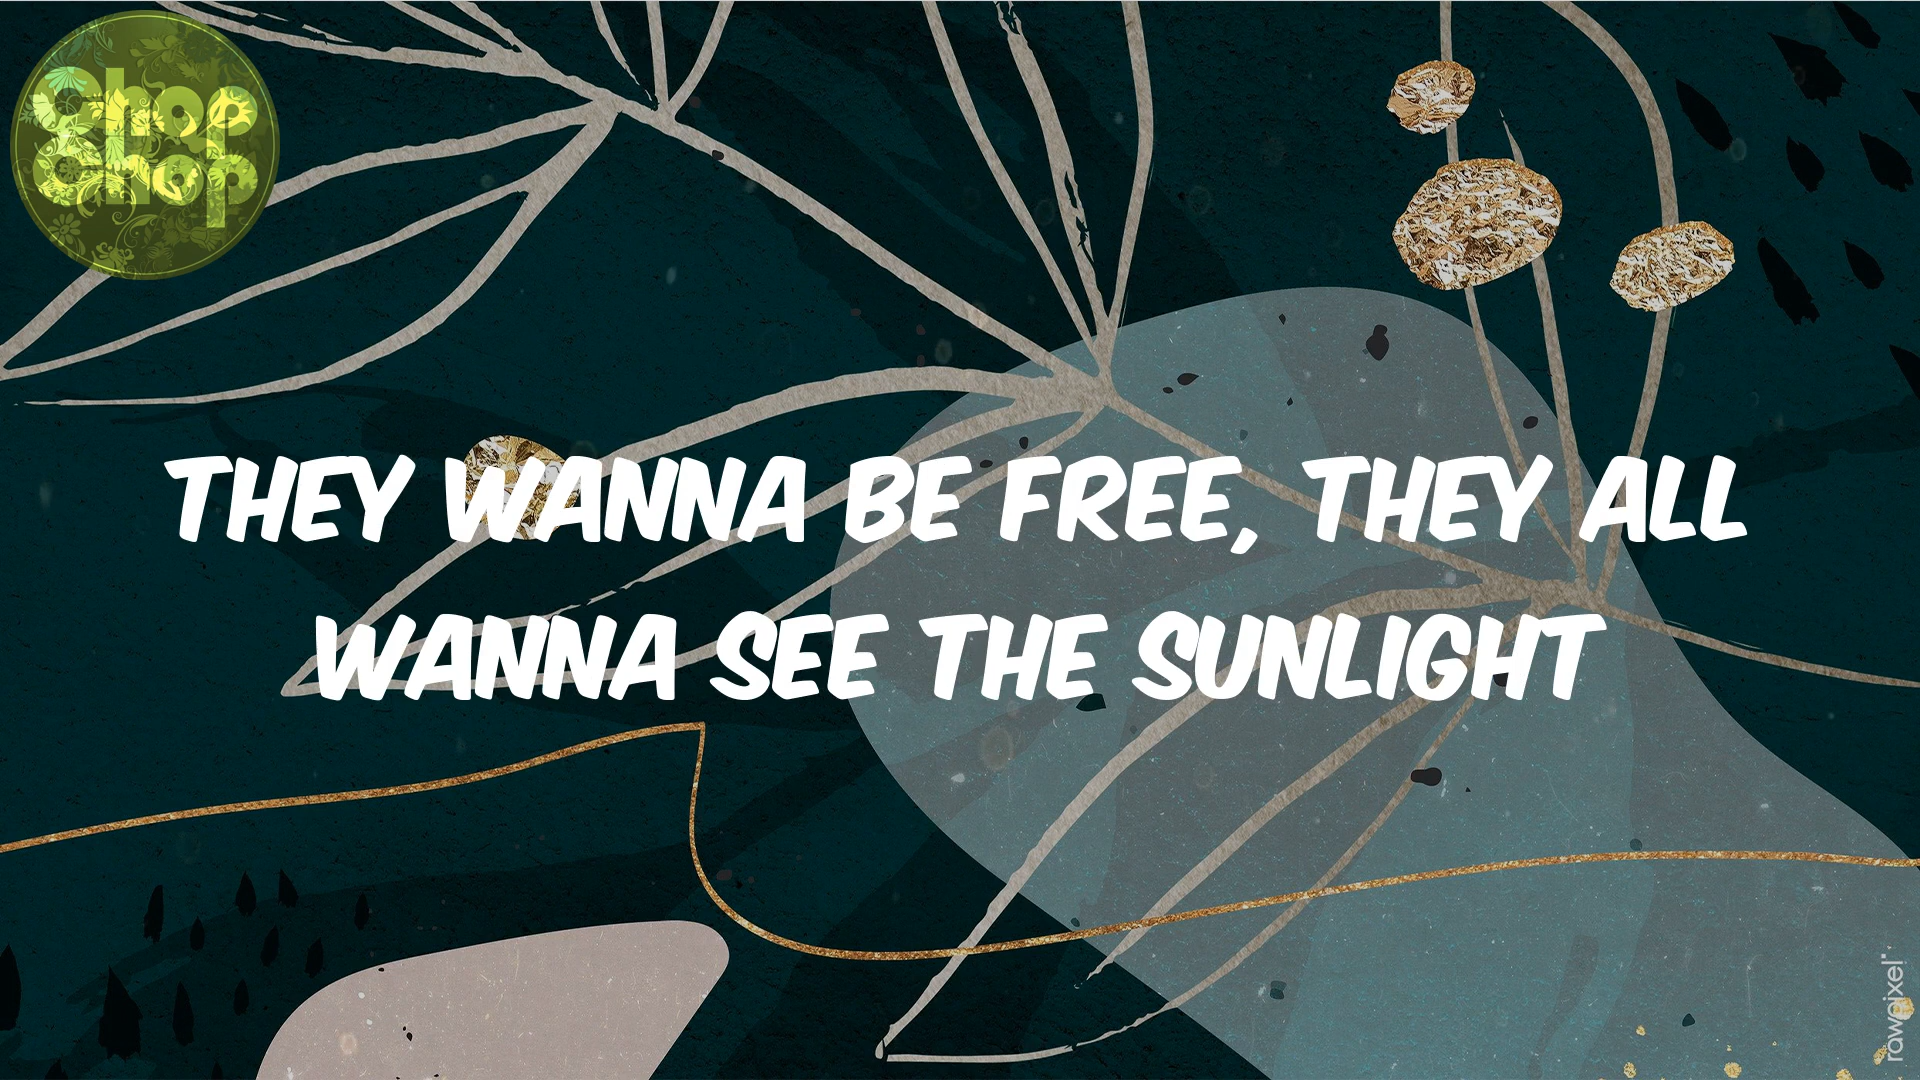 Chop
Chop
THEY WANNA BE FREE, THEY ALL
WANNA SEE THE SUNLIGHT
rawpixel